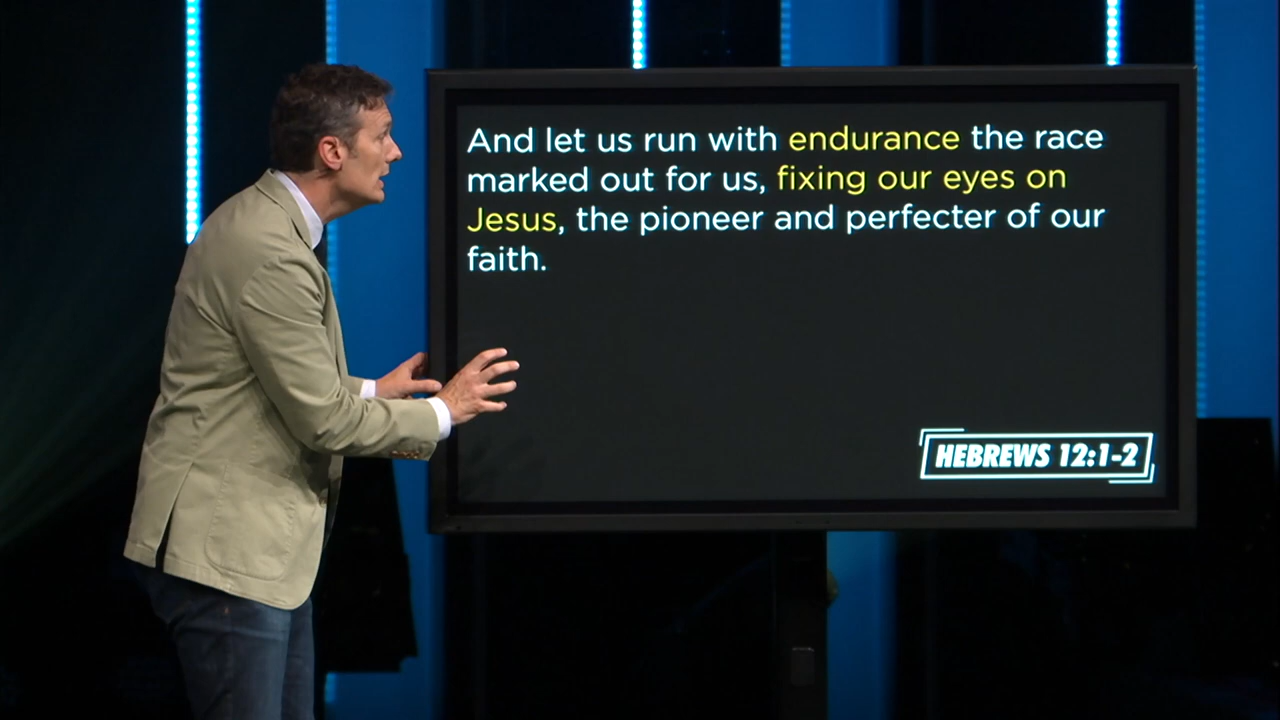 And let us run with endurance the race
marked out for us, fixing our eyes on
Jesus, the pioneer and perfecter of our
faith.
HEBREWS 12:1-2